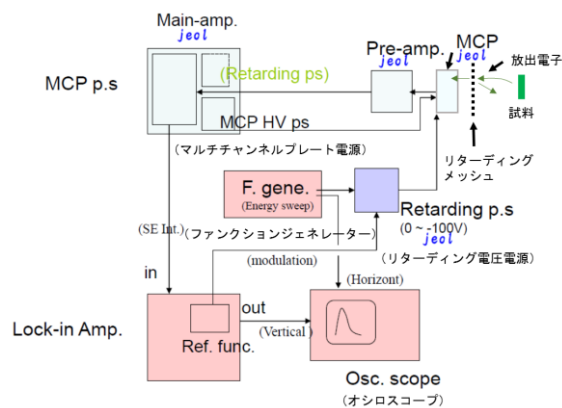 Main-amp.
jeol
MCP p.s
(Retarding ps)
Pre-amp.
jeol
MCP
jeol
放出電子
試料
MCP HV ps
(マルチチャンネルプレート電源)
リターディング
メッシュ
F. gene.
(Energy sweep)
Retarding p.s
(0 ~ -100V)
jeol
(SE Int.)
(ファンクションジェネレーター)
(リターディング電圧電源)
(modulation)
in
(Horizont)
Lock-in Amp.
out
(Vertical )
Ref. func.
Osc. scope
(オシロスコープ)